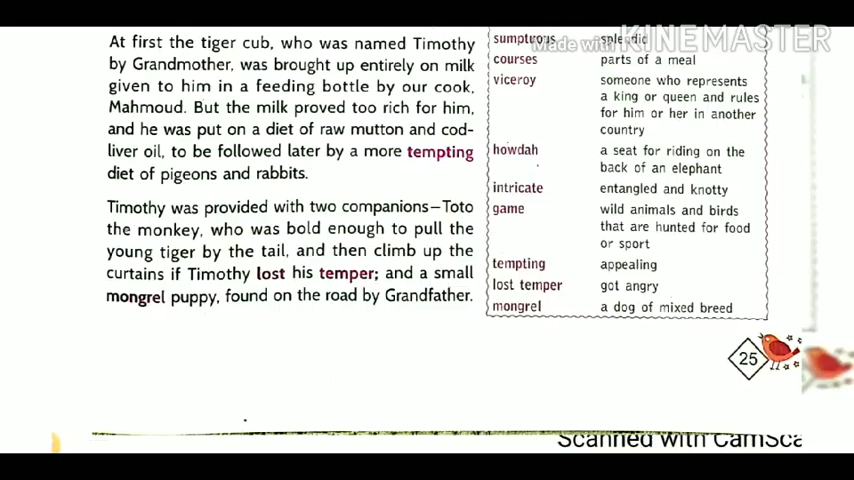 At first the tiger cub, who was named Timothy
by Grandmother, was brought up entirely on milk
given to him in a feeding bottle by our cook,
Mahmoud. But the milk proved too rich for him,
and he was put on a diet of raw mutton and cod-
liver oil, to be followed later by a more tempting
diet of pigeons and rabbits.
Timothy was provided with two companions–Toto
the monkey, who was bold enough to pull the
young tiger by the tail, and then climb up the
curtains if Timothy lost his temper; and a small
mongrel puppy, found on the road by Grandfather.
sumptrous splendid
Made with KINEMASTER
courses parts of a meal
viceroy someone who represents
a king or queen and rules
for him or her in another
country
howdah a seat for riding on the
back of an elephant
intricate entangled and knotty
game wild animals and birds
that are hunted for food
or sport
tempting appealing
lost temper got angry
mongrel a dog of mixed breed
25
Scanned with CamSca